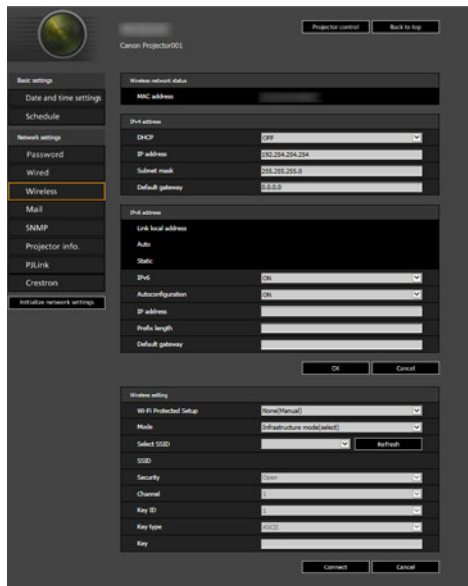 Projector control
Back to top
Canon Projector001
Basic settings
Date and time settings
Schedule
Network settings
Password
Wired
Wireless
Mail
SNMP
Projector info.
PJLink
Crestron
Initialize network settings
Wireless network status
MAC address
IPv4 address
DHCP OFF
IP address 192.254.254.254
Subnet mask 255.255.255.0
Default gateway 0.0.0.0
IPv6 address
Link local address
Auto
Static
IPv6 ON
Autoconfiguration ON
IP address
Prefix length
Default gateway
OK Cancel
Wireless setting
Wi-Fi Protected Setup None(Manual)
Mode Infrastructure mode(select)
Select SSID Refresh
SSID
Security Open
Channel 1
Key ID 1
Key type ASCII
Key
Connect Cancel